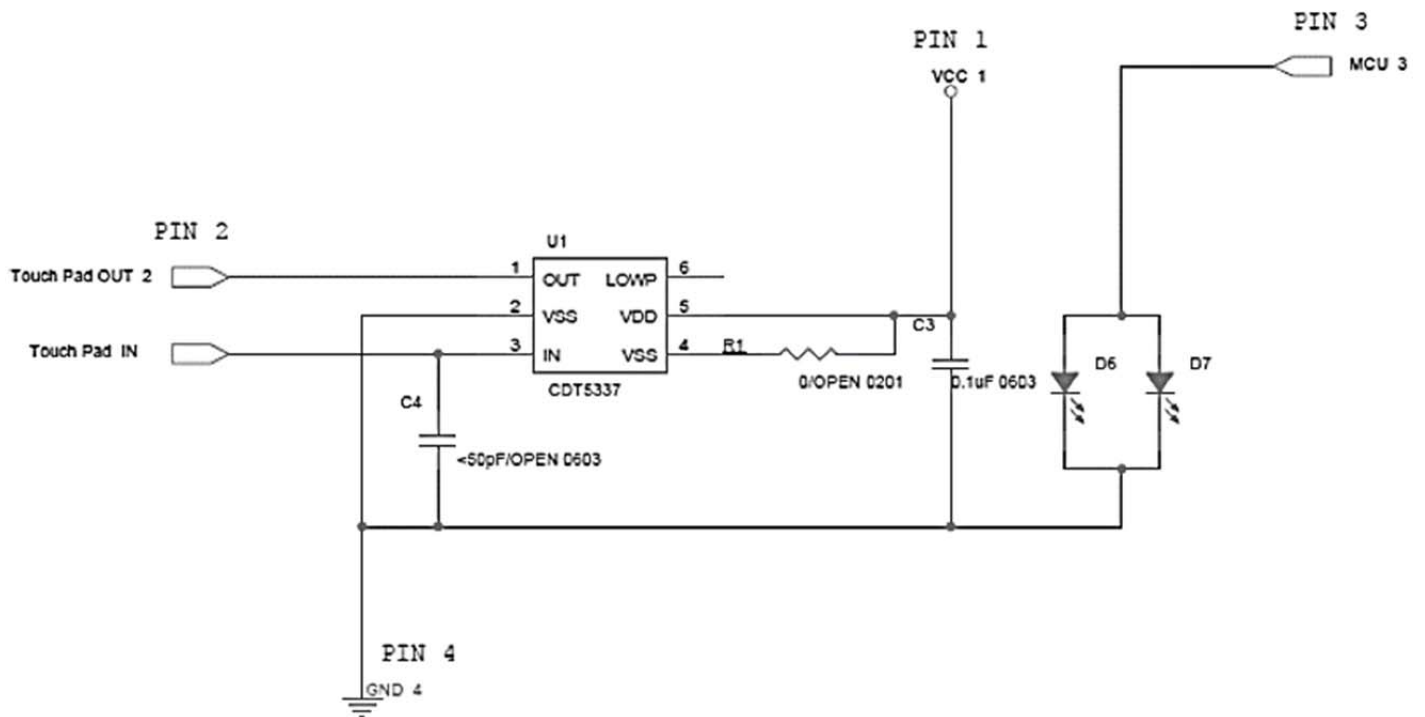 PIN 3
MCU 3
PIN 1
VCC 1
PIN 2
Touch Pad OUT 2
U1
1
OUT
LOWP
6
2
VSS
VDD
5
C3
Touch Pad IN
3
IN
VSS
4
R1
0/OPEN 0201
0.1uF 0603
D6
D7
CDT5337
C4
<50pF/OPEN 0603
PIN 4
GND 4